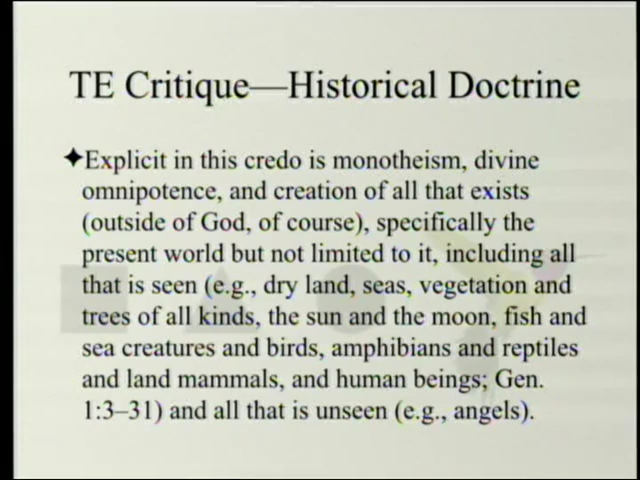 TE Critique—Historical Doctrine
✦Explicit in this credo is monotheism, divine
omnipotence, and creation of all that exists
(outside of God, of course), specifically the
present world but not limited to it, including all
that is seen (e.g., dry land, seas, vegetation and
trees of all kinds, the sun and the moon, fish and
sea creatures and birds, amphibians and reptiles
and land mammals, and human beings; Gen.
1:3–31) and all that is unseen (e.g., angels).